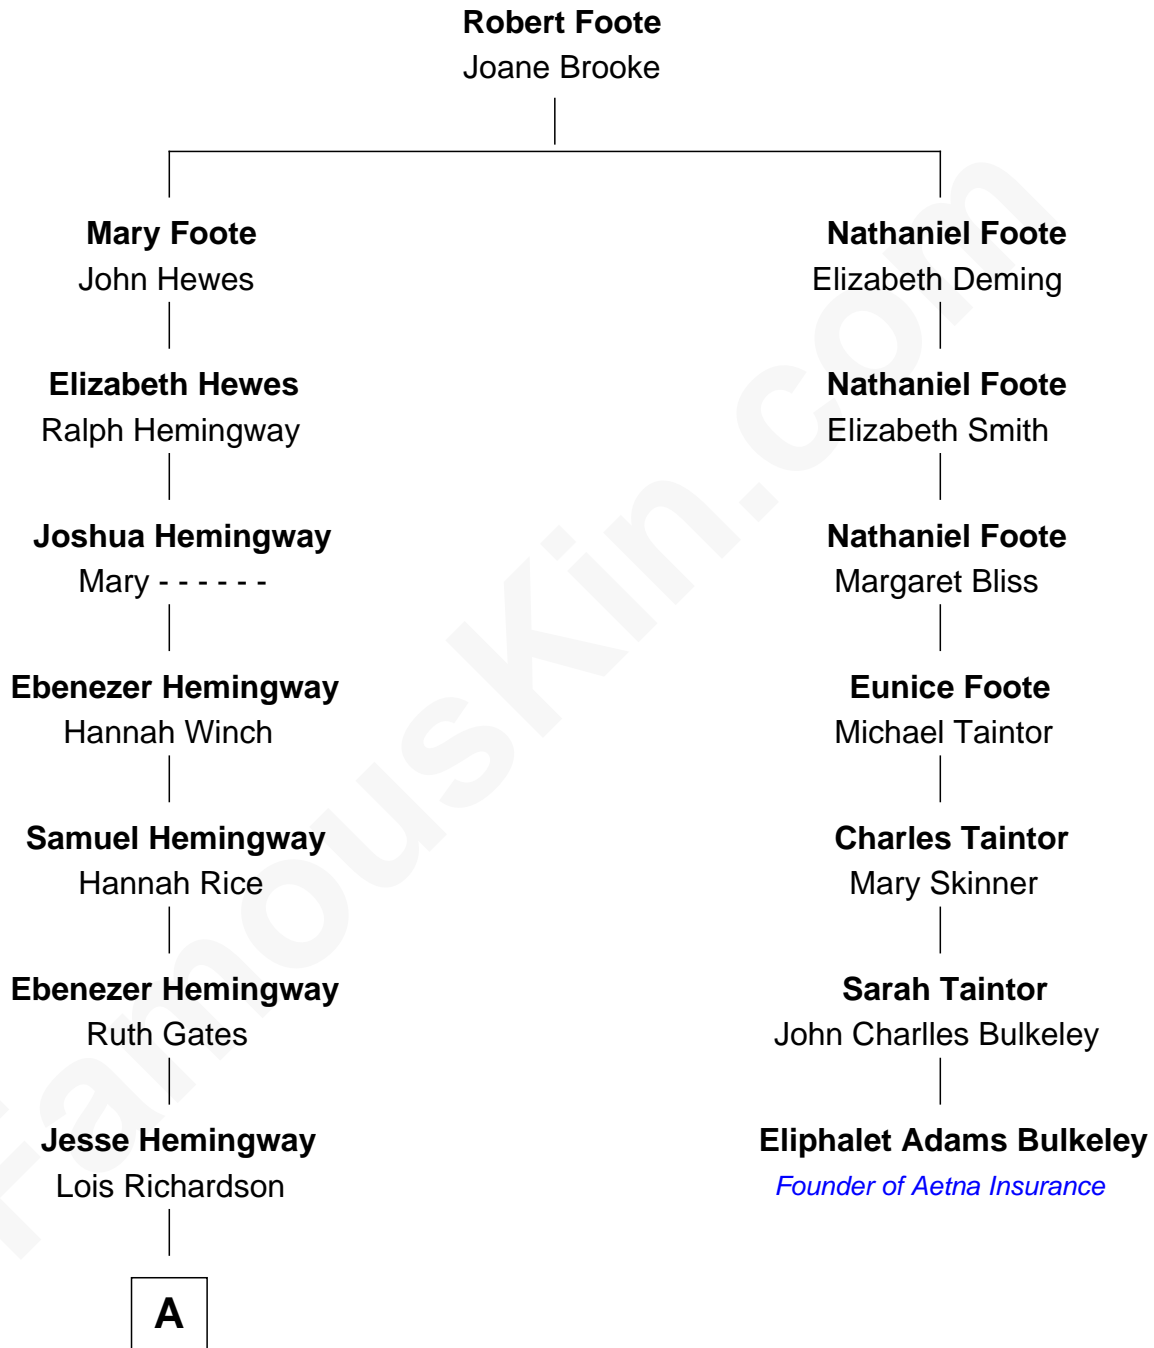 Robert Foote
Joane Brooke
Mary Foote
John Hewes
Nathaniel Foote
Elizabeth Deming
Elizabeth Hewes
Ralph Hemingway
Nathaniel Foote
Elizabeth Smith
Joshua Hemingway
Mary - - - - - -
Nathaniel Foote
Margaret Bliss
Ebenezer Hemingway
Hannah Winch
Eunice Foote
Michael Taintor
Samuel Hemingway
Hannah Rice
Charles Taintor
Mary Skinner
Ebenezer Hemingway
Ruth Gates
Sarah Taintor
John Charlles Bulkeley
Jesse Hemingway
Lois Richardson
Eliphalet Adams Bulkeley
Founder of Aetna Insurance
A
FamousKin.com